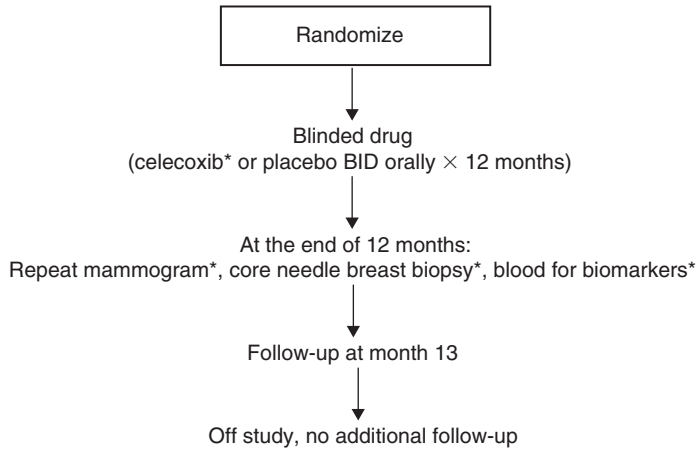 Randomize
Blinded drug
(celecoxib* or placebo BID orally × 12 months)
At the end of 12 months:
Repeat mammogram*, core needle breast biopsy*, blood for biomarkers*
Follow-up at month 13
Off study, no additional follow-up